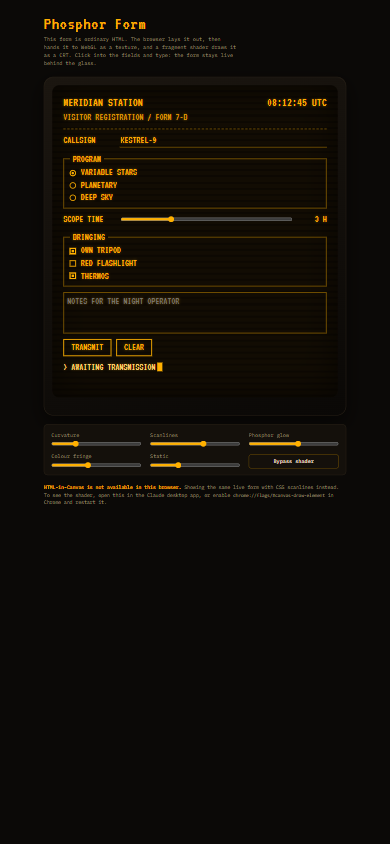 Phosphor Form
This form is ordinary HTML. The browser lays it out, then
hands it to WebGL as a texture, and a fragment shader draws it
as a CRT. Click into the fields and type: the form stays live
behind the glass.
MERIDIAN STATION 08:12:45 UTC
VISITOR REGISTRATION / FORM 7-D
CALLSIGN KESTREL-9
PROGRAM
VARIABLE STARS
PLANETARY
DEEP SKY
SCOPE TIME 3 H
BRINGING
OWN TRIPOD
RED FLASHLIGHT
THERMOS
NOTES FOR THE NIGHT OPERATOR
TRANSMIT CLEAR
> AWAITING TRANSMISSION
Curvature Scanlines Phosphor glow
Colour fringe Static Bypass shader
HTML-in-Canvas is not available in this browser. Showing the same live form with CSS scanlines instead.
To see the shader, open this in the Claude desktop app, or enable chrome://flags/#canvas-draw-element in
Chrome and restart it.